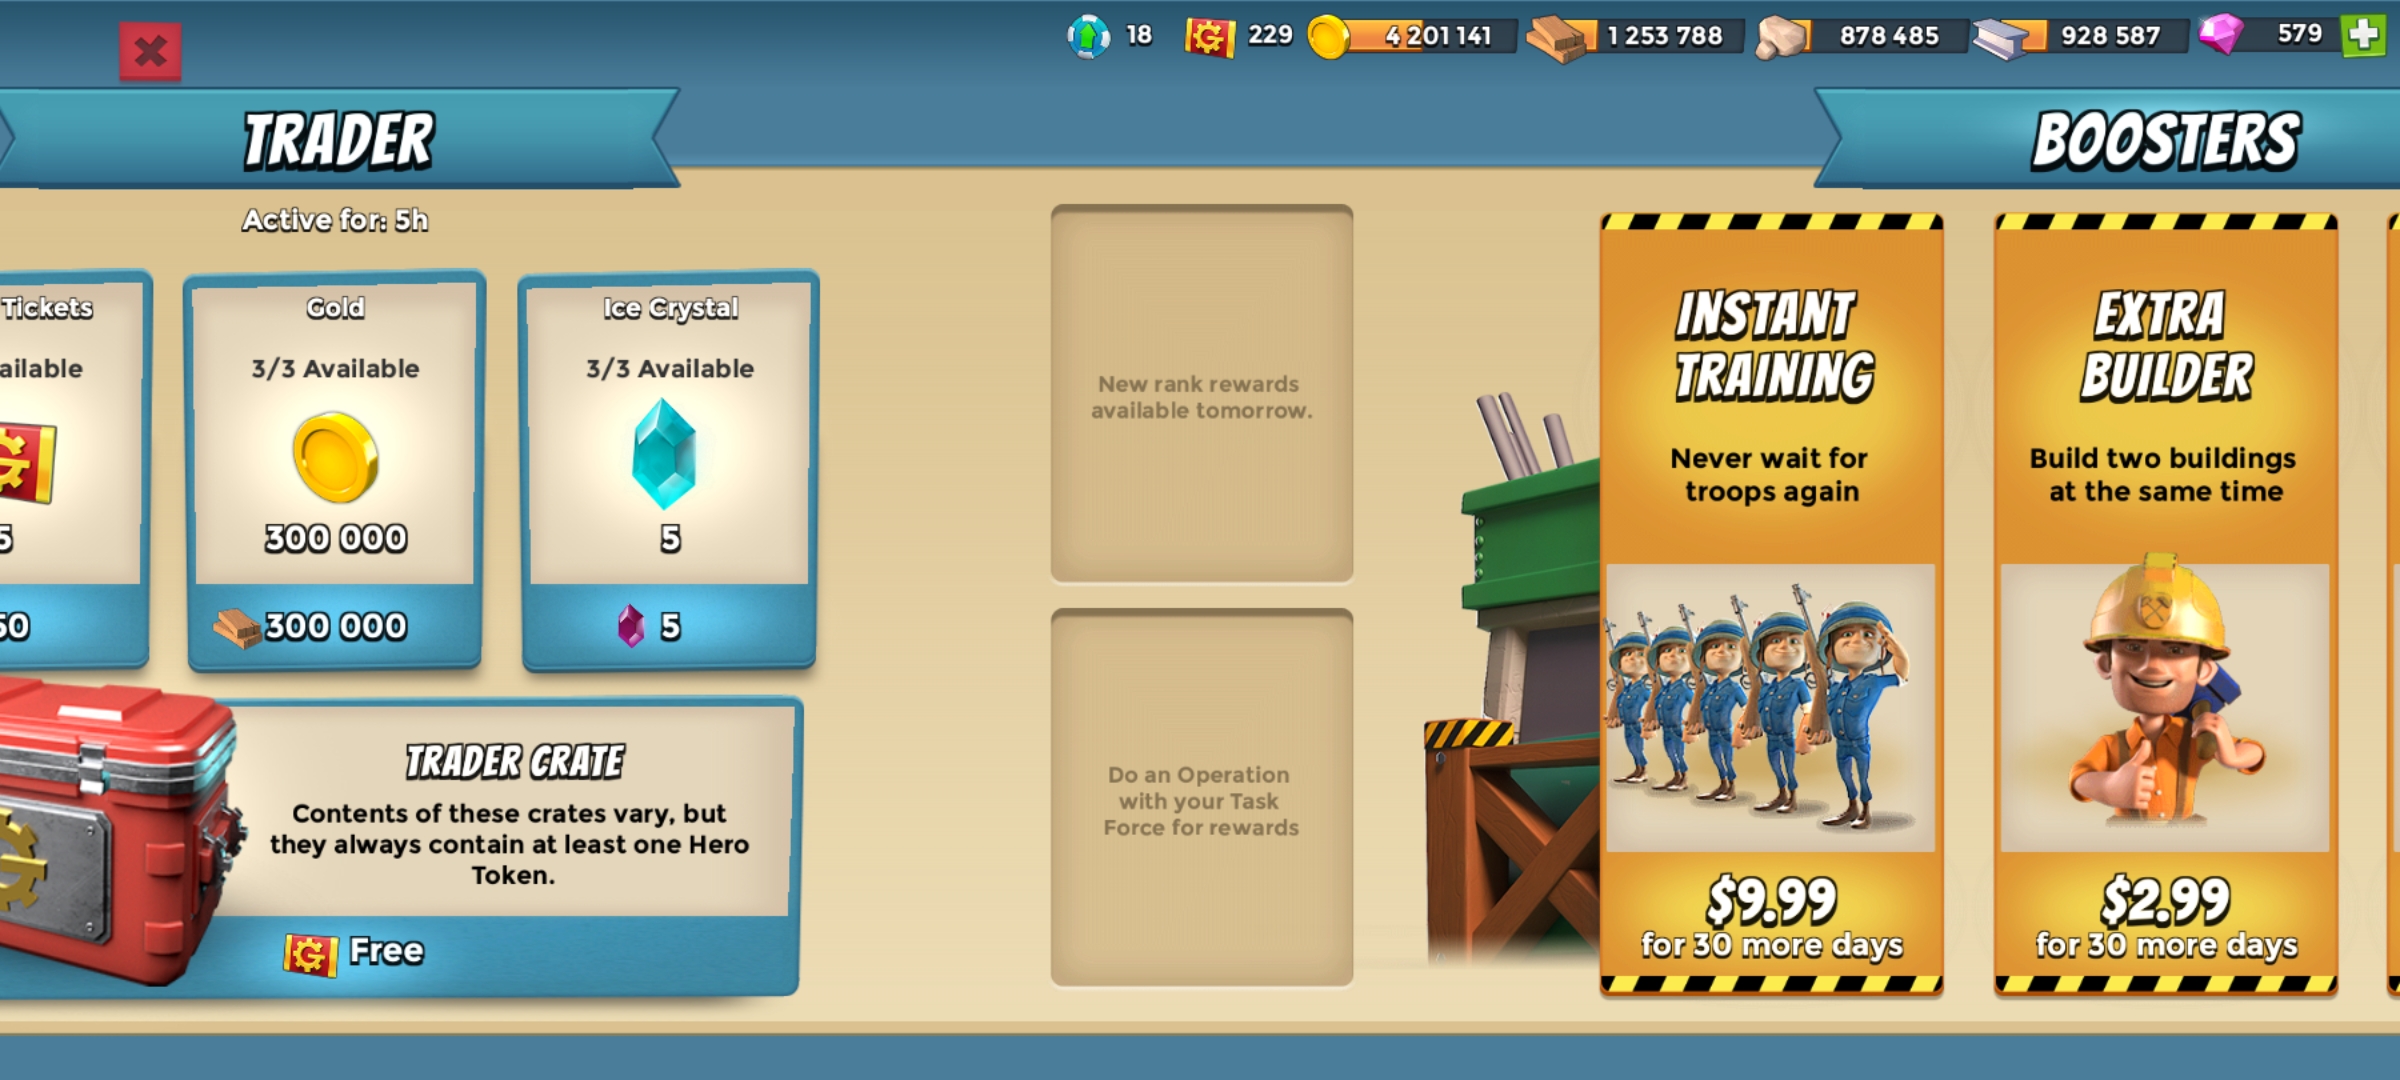 18
229
4 201 141
1 253 788
878 485
928 587
579
TRADER
Active for: 5h
Tickets
ailable
5
50
Gold
3/3 Available
300 000
300 000
Ice Crystal
3/3 Available
5
5
TRADER CRATE
Contents of these crates vary, but
they always contain at least one Hero
Token.
Free
New rank rewards
available tomorrow.
Do an Operation
with your Task
Force for rewards
BOOSTERS
INSTANT
TRAINING
Never wait for
troops again
$9.99
for 30 more days
EXTRA
BUILDER
Build two buildings
at the same time
$2.99
for 30 more days